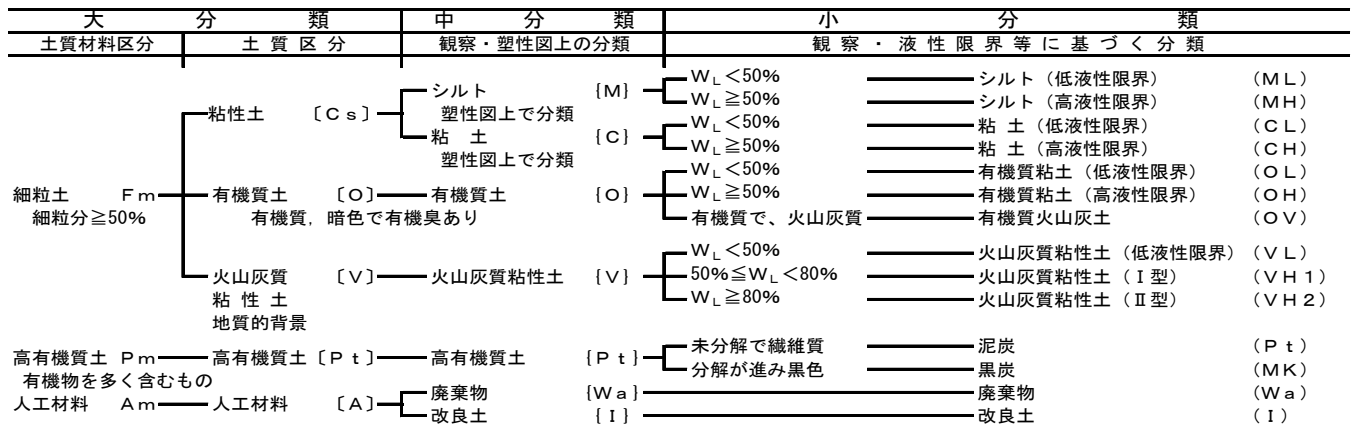 大 分 類 中 分 類 小 分 類
土質材料区分 土 質 区 分 観察・塑性図上の分類 観 察 ・ 液 性 限 界 等 に 基 づ く 分 類
WL<50% シルト(低液性限界) (ML)
シルト {M}
粘性土 〔Cs〕 塑性図上で分類 WL≧50% シルト(高液性限界) (MH)
WL<50% 粘 土(低液性限界) (CL)
粘 土 {C}
塑性図上で分類 WL≧50% 粘 土(高液性限界) (CH)
WL<50% 有機質粘土(低液性限界) (OL)
細粒土 Fm 有機質土 〔O〕 有機質土 {O} WL≧50% 有機質粘土(高液性限界) (OH)
細粒分≧50% 有機質,暗色で有機臭あり 有機質で、火山灰質 有機質火山灰土 (OV)
WL<50% 火山灰質粘性土(低液性限界) (VL)
火山灰質 〔V〕 火山灰質粘性土 {V} 50%≦WL<80% 火山灰質粘性土(Ⅰ型) (VH1)
粘 性 土 WL≧80% 火山灰質粘性土(Ⅱ型) (VH2)
地質的背景
高有機質土 Pm 高有機質土〔Pt〕 高有機質土 {Pt} 未分解で繊維質 泥炭 (Pt)
有機物を多く含むもの 分解が進み黒色 黒炭 (MK)
人工材料 Am 人工材料 〔A〕 廃棄物 {Wa} 廃棄物 (Wa)
改良土 {I} 改良土 (I)